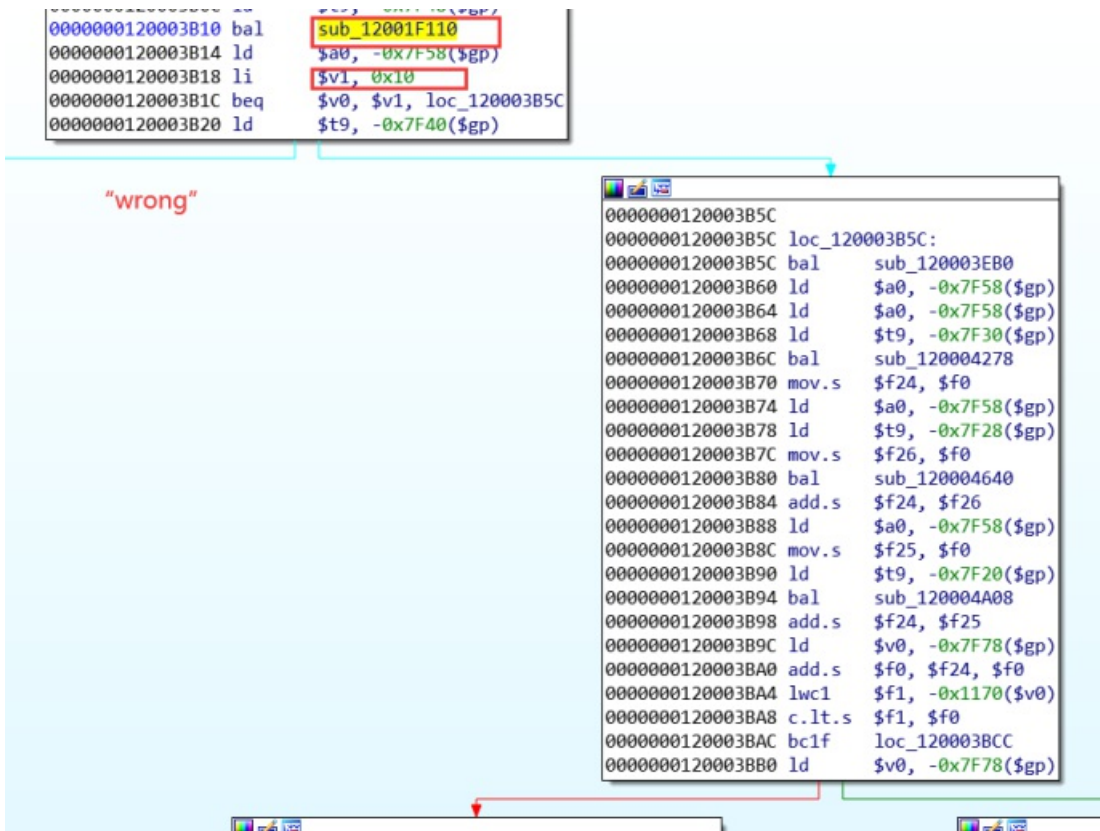 0000000120003B10 bal sub_12001F110
0000000120003B14 ld $a0, -0x7F58($gp)
0000000120003B18 li $v1, 0x10
0000000120003B1C beq $v0, $v1, loc_120003B5C
0000000120003B20 ld $t9, -0x7F40($gp)
"wrong"
0000000120003B5C
0000000120003B5C loc_120003B5C:
0000000120003B5C bal sub_120003EB0
0000000120003B60 ld $a0, -0x7F58($gp)
0000000120003B64 ld $a0, -0x7F58($gp)
0000000120003B68 ld $t9, -0x7F30($gp)
0000000120003B6C bal sub_120004278
0000000120003B70 mov.s $f24, $f0
0000000120003B74 ld $a0, -0x7F58($gp)
0000000120003B78 ld $t9, -0x7F28($gp)
0000000120003B7C mov.s $f26, $f0
0000000120003B80 bal sub_120004640
0000000120003B84 add.s $f24, $f26
0000000120003B88 ld $a0, -0x7F58($gp)
0000000120003B8C mov.s $f25, $f0
0000000120003B90 ld $t9, -0x7F20($gp)
0000000120003B94 bal sub_120004A08
0000000120003B98 add.s $f24, $f25
0000000120003B9C ld $v0, -0x7F78($gp)
0000000120003BA0 add.s $f0, $f24, $f0
0000000120003BA4 lwc1 $f1, -0x1170($v0)
0000000120003BA8 c.lt.s $f1, $f0
0000000120003BAC bc1f loc_120003BCC
0000000120003BB0 ld $v0, -0x7F78($gp)